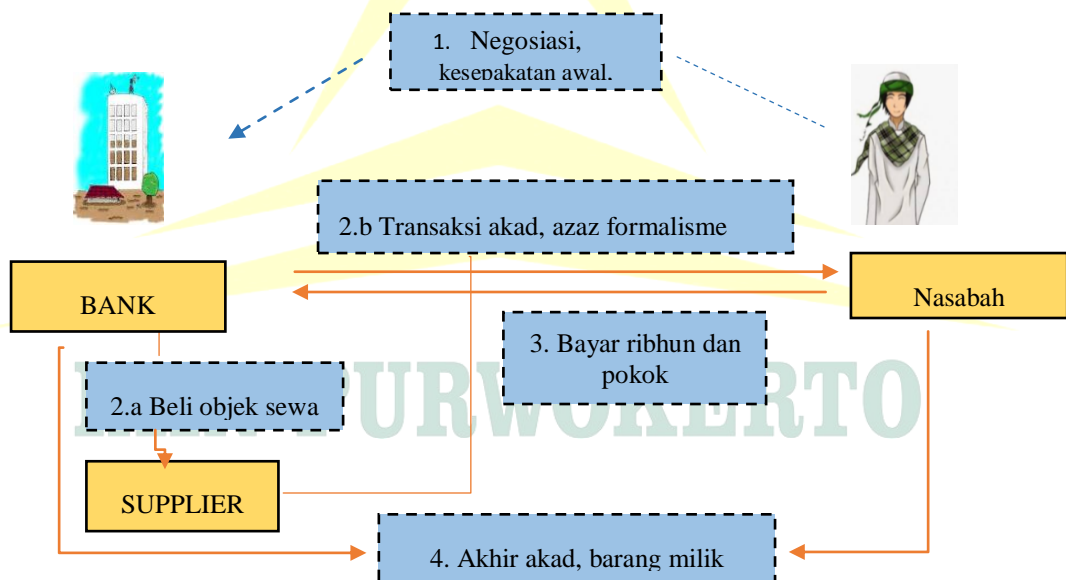 1. Negosiasi,
kesepakatan awal.
2.b Transaksi akad, azaz formalisme
BANK
Nasabah
3. Bayar ribhun dan
pokok
2.a Beli objek sewa
PURWOKERTO
SUPPLIER
4. Akhir akad, barang milik